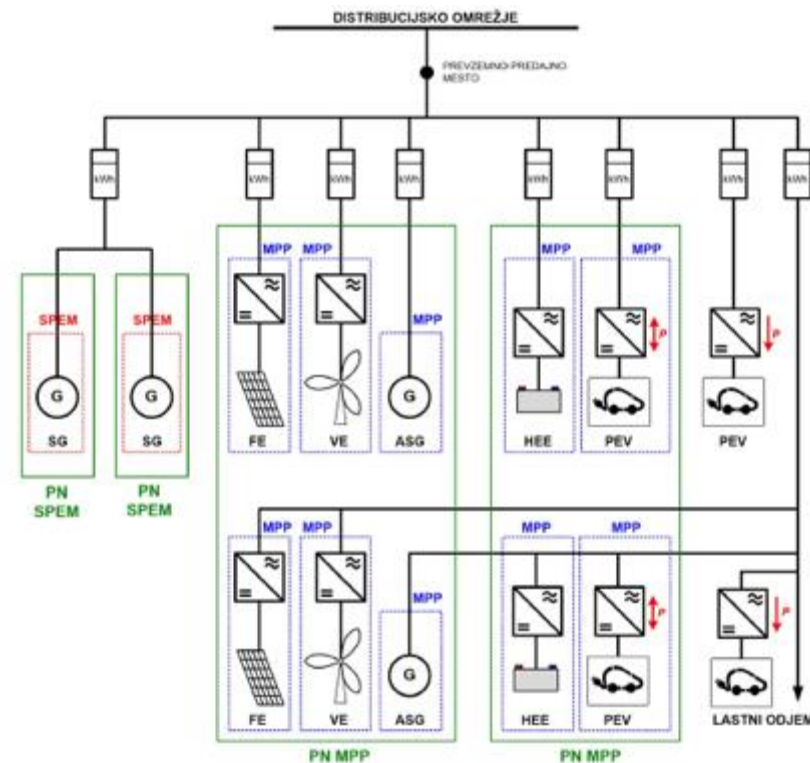 DISTRIBUCIJSKO OMREŽJE
PREVZEMNO-PREDAJNO
MESTO
kWh kWh kWh kWh kWh kWh kWh kWh
MPP MPP MPP MPP
SPEM SPEM MPP
P P
G G G
SG SG FE VE ASG HEE PEV PEV
PN
SPEM
PN
SPEM
MPP MPP MPP MPP
MPP
P P
G
FE VE ASG HEE PEV LASTNI ODJEM
PN MPP PN MPP